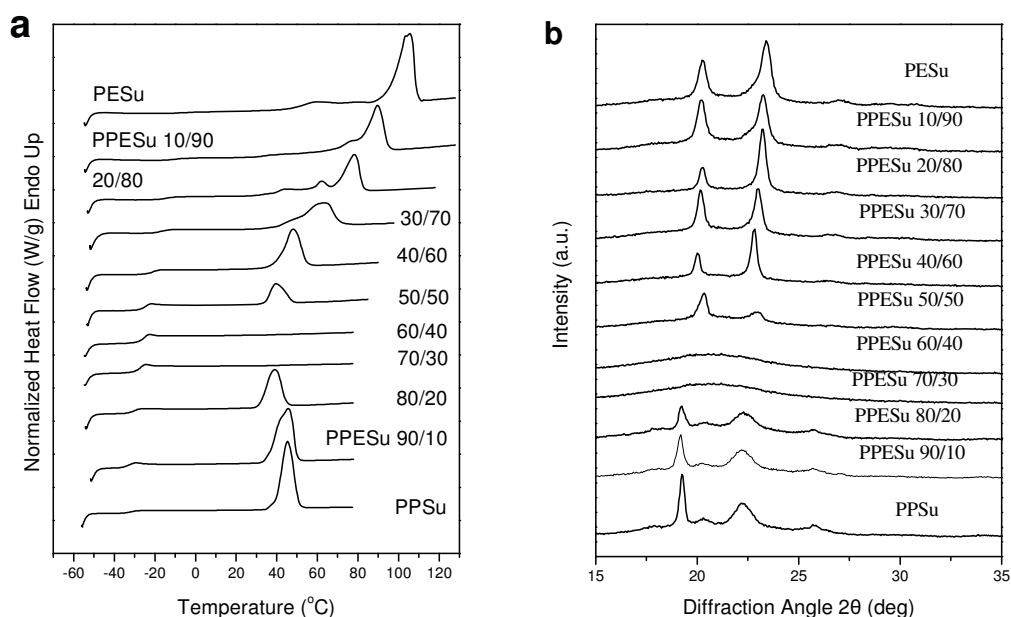 a
Normalized Heat Flow (W/g) Endo Up
PESu
PPESu 10/90
20/80
30/70
40/60
50/50
60/40
70/30
80/20
PPESu 90/10
PPSu
-60 -40 -20 0 20 40 60 80 100 120
Temperature (°C)
b
Intensity (a.u.)
PESu
PPESu 10/90
PPESu 20/80
PPESu 30/70
PPESu 40/60
PPESu 50/50
PPESu 60/40
PPESu 70/30
PPESu 80/20
PPESu 90/10
PPSu
15 20 25 30 35
Diffraction Angle 2θ (deg)